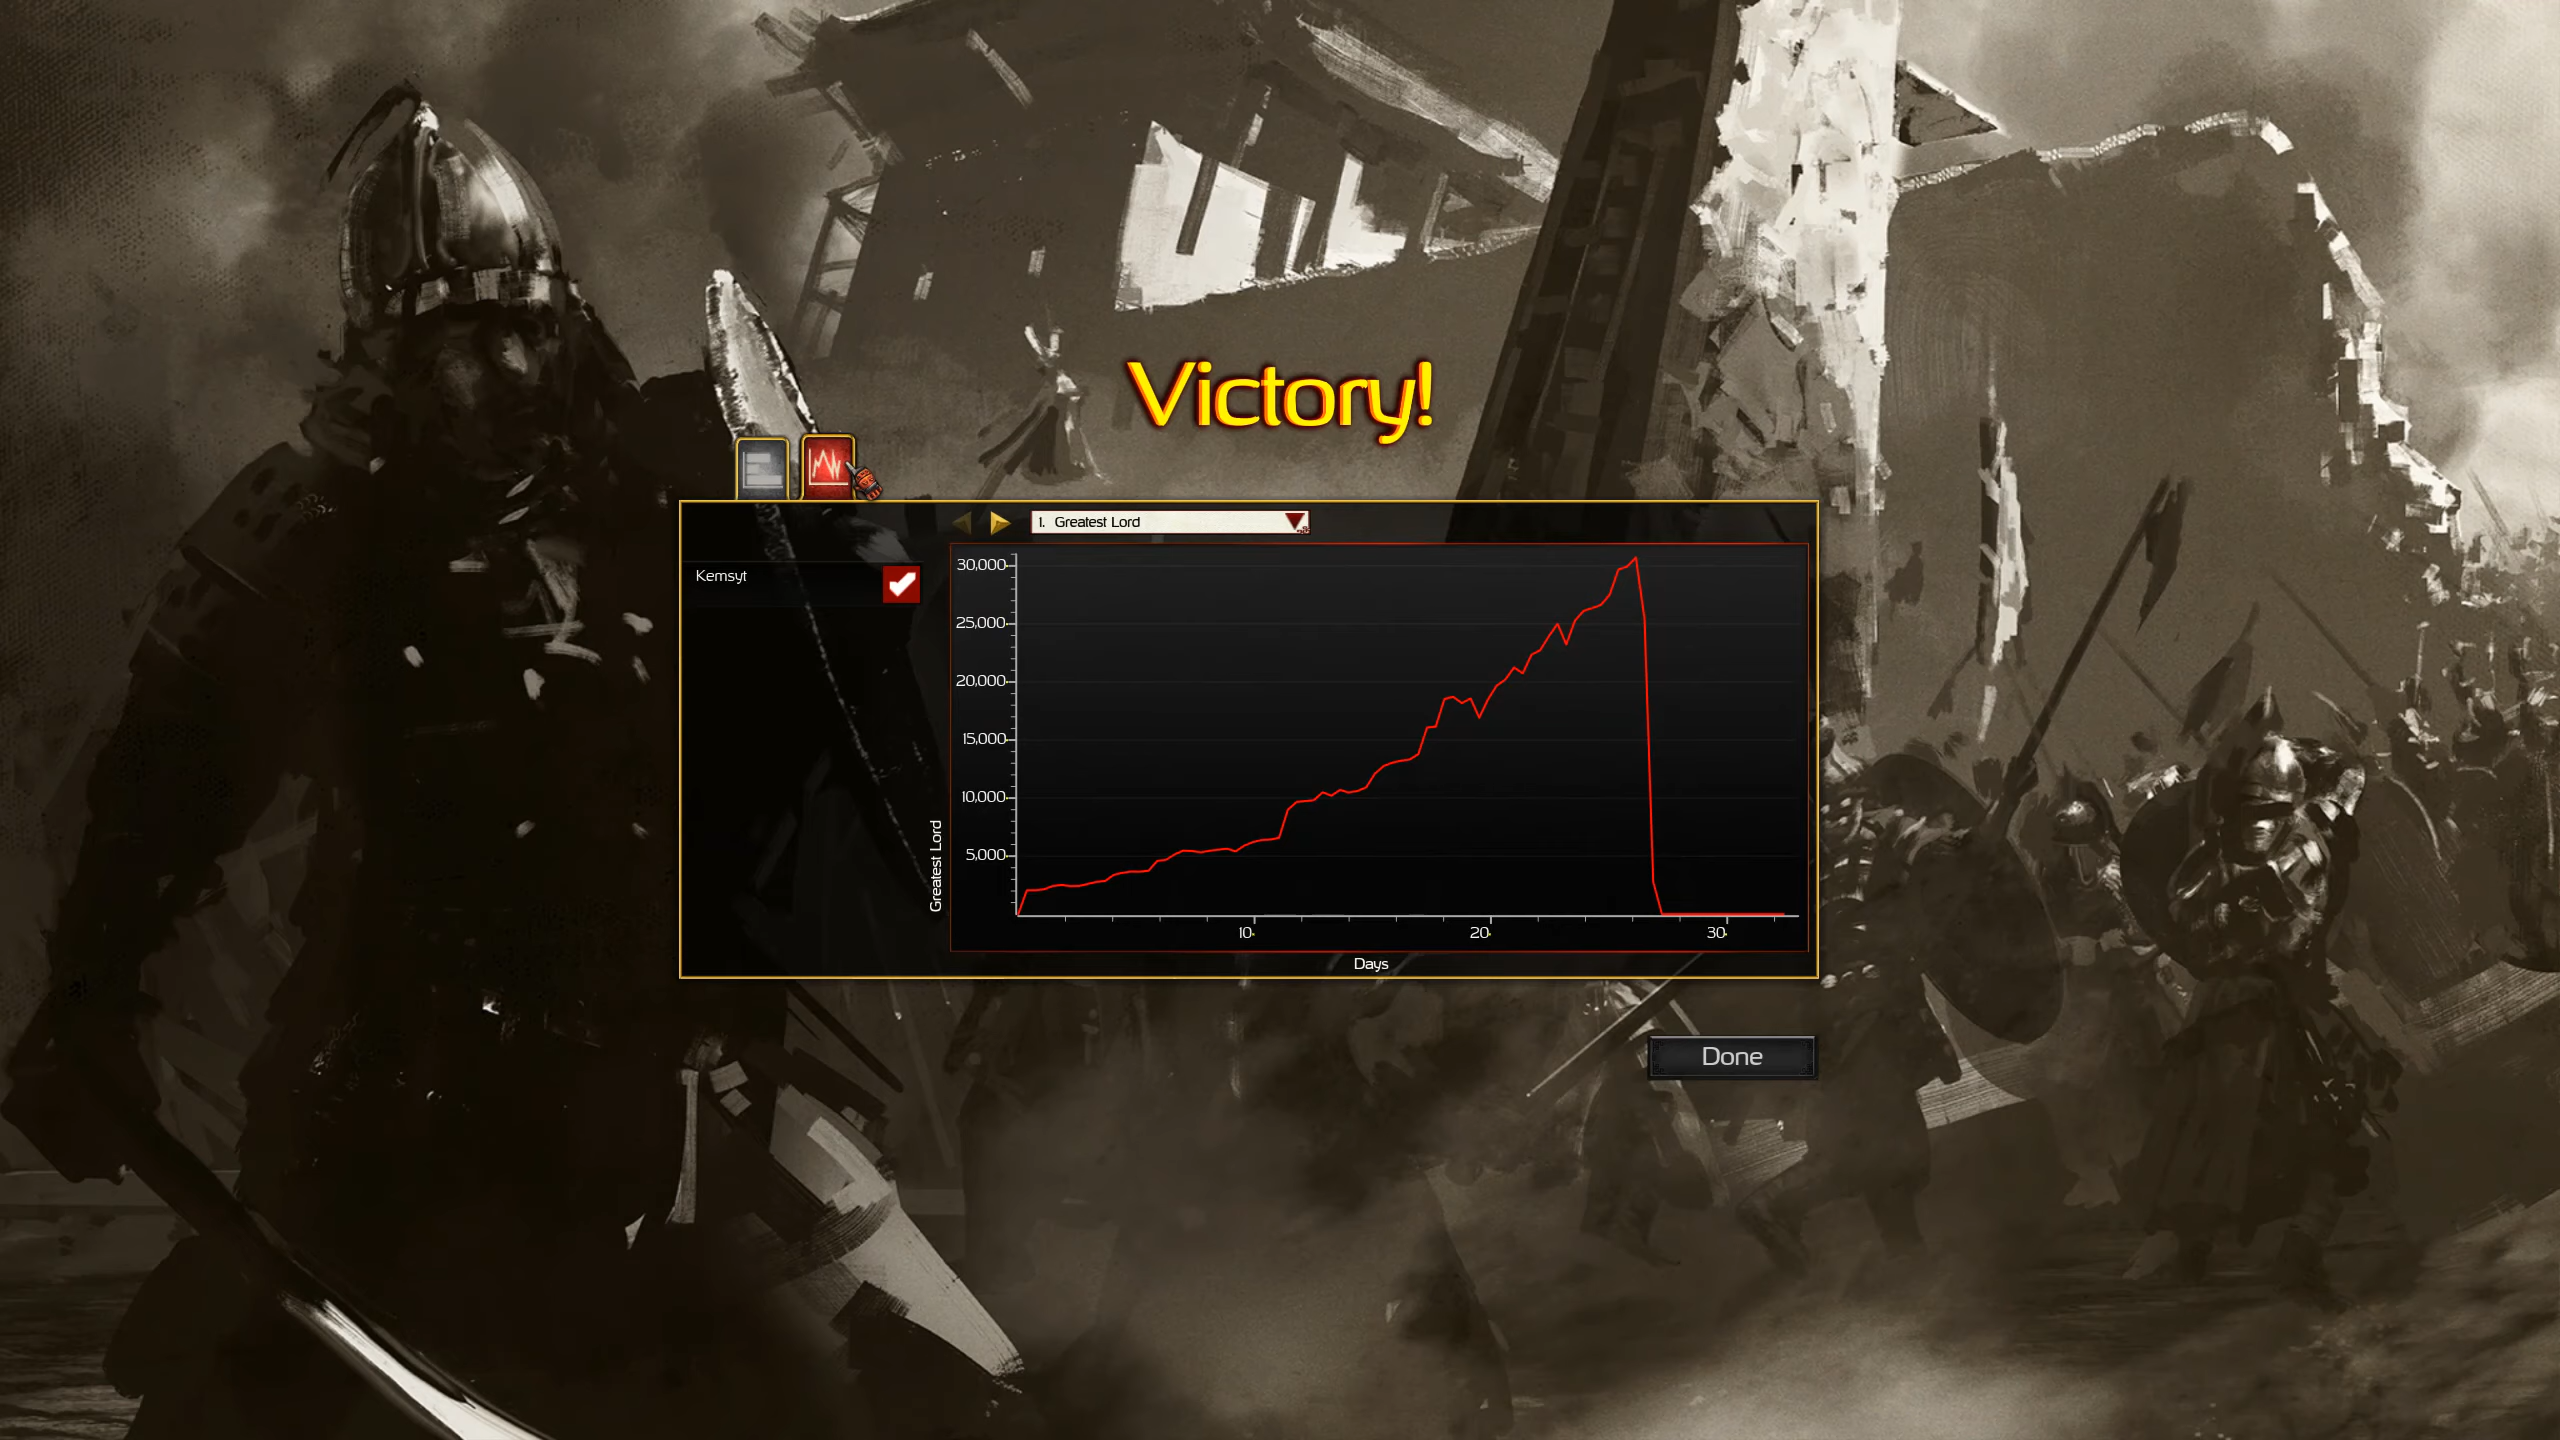 Victory!
1. Greatest Lord
Kemsyt
30,000
25,000
20,000
15,000
10,000
5,000
Greatest Lord
10
20
30
Days
Done